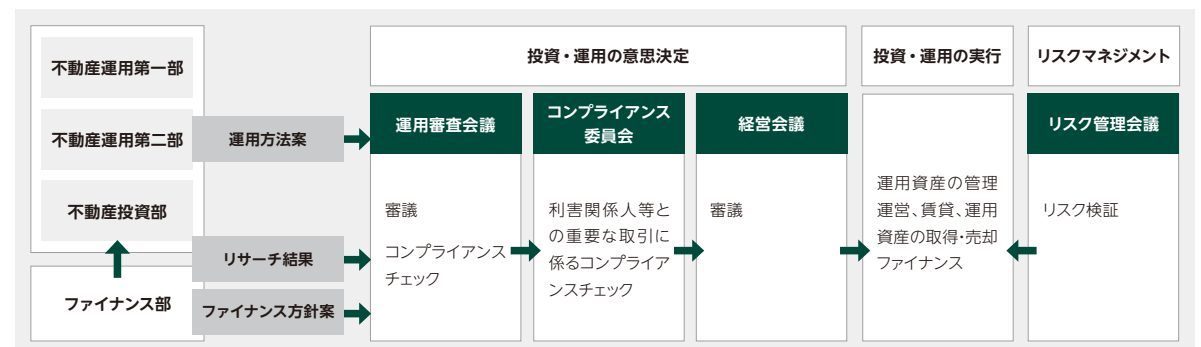 不動産運用第一部
不動産運用第二部
不動産投資部
ファイナンス部
運用方法案
リサーチ結果
ファイナンス方針案
投資・運用の意思決定
運用審査会議
審議
コンプライアンス
チェック
コンプライアンス
委員会
利害関係人等と
の重要な取引に
係るコンプライア
ンスチェック
経営会議
審議
投資・運用の実行
運用資産の管理
運営、賃貸、運用
資産の取得・売却
ファイナンス
リスクマネジメント
リスク管理会議
リスク検証